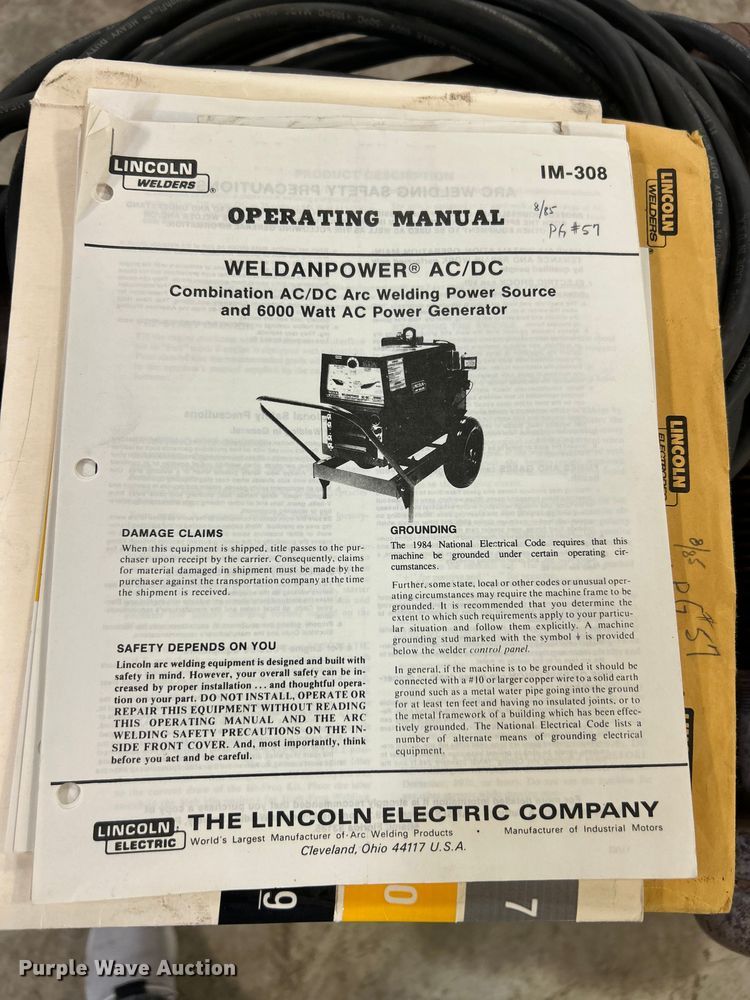 LINCOLN
WELDERS
IM-308
OPERATING MANUAL
8/85
PG #57
WELDANPOWER® AC/DC
Combination AC/DC Arc Welding Power Source
and 6000 Watt AC Power Generator
DAMAGE CLAIMS
When this equipment is shipped, title passes to the pur-
chaser upon receipt by the carrier. Consequently, claims
for material damaged in shipment must be made by the
purchaser against the transportation company at the time
the shipment is received.
SAFETY DEPENDS ON YOU
Lincoln arc welding equipment is designed and built with
safety in mind. However, your overall safety can be in-
creased by proper installation ... and thoughtful opera-
tion on your part. DO NOT INSTALL, OPERATE OR
REPAIR THIS EQUIPMENT WITHOUT READING
THIS OPERATING MANUAL AND THE ARC
WELDING SAFETY PRECAUTIONS ON THE IN-
SIDE FRONT COVER. And, most importantly, think
before you act and be careful.
GROUNDING
The 1984 National Electrical Code requires that this
machine be grounded under certain operating cir-
cumstances.
Further, some state, local or other codes or unusual oper-
ating circumstances may require the machine frame to be
grounded. It is recommended that you determine the
extent to which such requirements apply to your particu-
lar situation and follow them explicitly. A machine
grounding stud marked with the symbol ⏚ is provided
below the welder control panel.
In general, if the machine is to be grounded it should be
connected with a #10 or larger copper wire to a solid earth
ground such as a metal water pipe going into the ground
for at least ten feet and having no insulated joints, or to
the metal framework of a building which has been effec-
tively grounded. The National Electrical Code lists a
number of alternate means of grounding electrical
equipment.
LINCOLN
ELECTRIC
THE LINCOLN ELECTRIC COMPANY
World's Largest Manufacturer of Arc Welding Products • Manufacturer of Industrial Motors
Cleveland, Ohio 44117 U.S.A.
LINCOLN
WELDERS
LINCOLN
8/85 PG #57
9
0
7
Purple Wave Auction